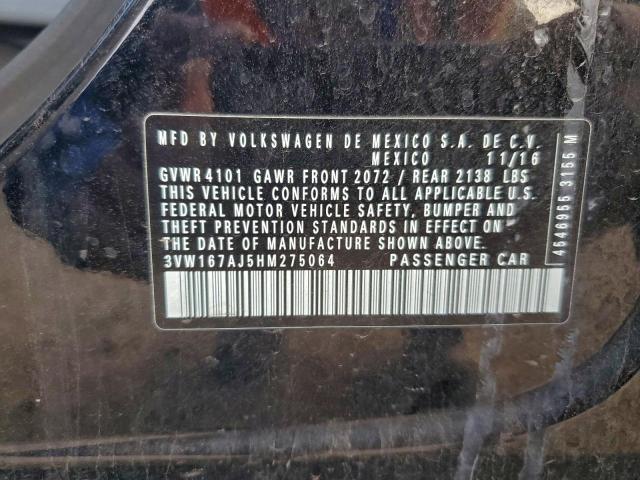 MFD BY VOLKSWAGEN DE MEXICO S.A. DE C.V.
MEXICO 11/16
GVWR 4101 GAWR FRONT 2072 / REAR 2138 LBS
THIS VEHICLE CONFORMS TO ALL APPLICABLE U.S.
FEDERAL MOTOR VEHICLE SAFETY, BUMPER AND
THEFT PREVENTION STANDARDS IN EFFECT ON
THE DATE OF MANUFACTURE SHOWN ABOVE.
3VW167AJ5HM275064 PASSENGER CAR
4546955 3155 M